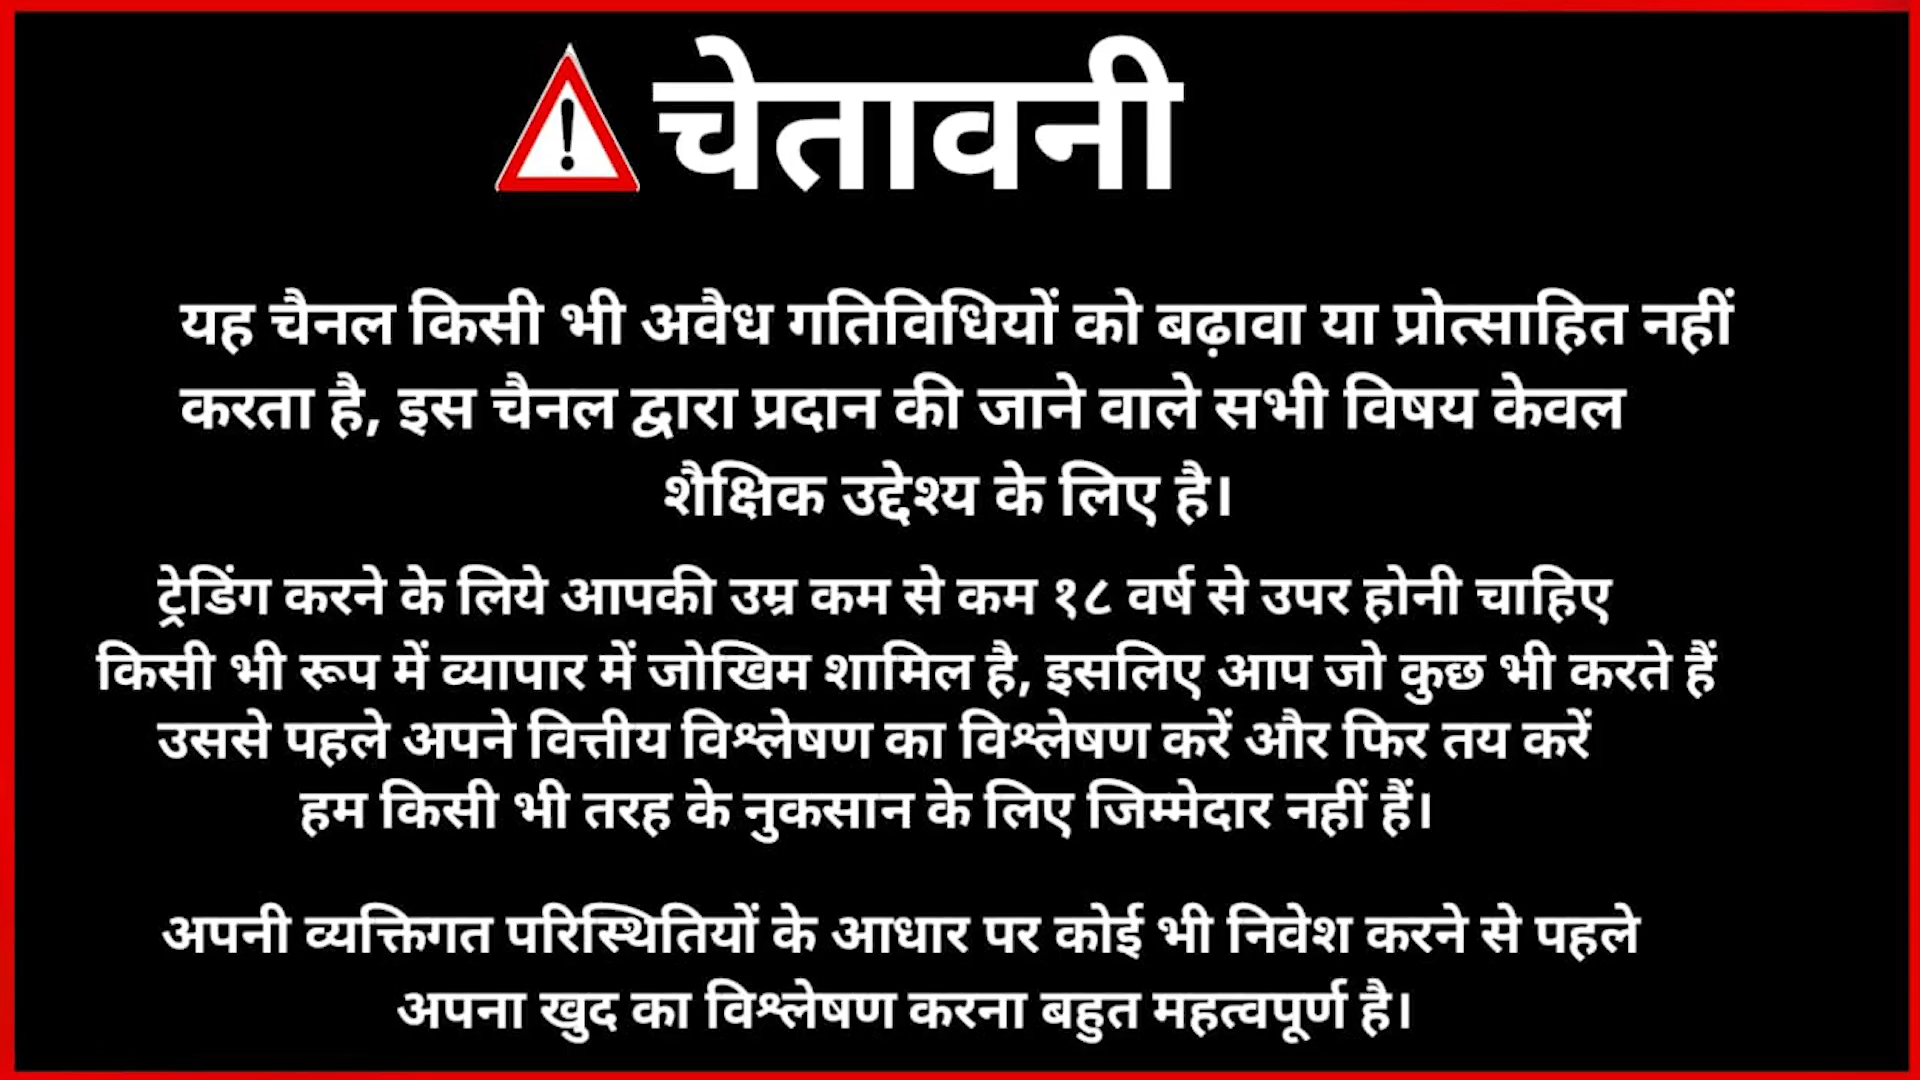 चेतावनी
यह चैनल किसी भी अवैध गतिविधियों को बढ़ावा या प्रोत्साहित नहीं
करता है, इस चैनल द्वारा प्रदान की जाने वाले सभी विषय केवल
शैक्षिक उद्देश्य के लिए है।
ट्रेडिंग करने के लिये आपकी उम्र कम से कम १८ वर्ष से उपर होनी चाहिए
किसी भी रूप में व्यापार में जोखिम शामिल है, इसलिए आप जो कुछ भी करते हैं
उससे पहले अपने वित्तीय विश्लेषण का विश्लेषण करें और फिर तय करें
हम किसी भी तरह के नुकसान के लिए जिम्मेदार नहीं हैं।
अपनी व्यक्तिगत परिस्थितियों के आधार पर कोई भी निवेश करने से पहले
अपना खुद का विश्लेषण करना बहुत महत्वपूर्ण है।